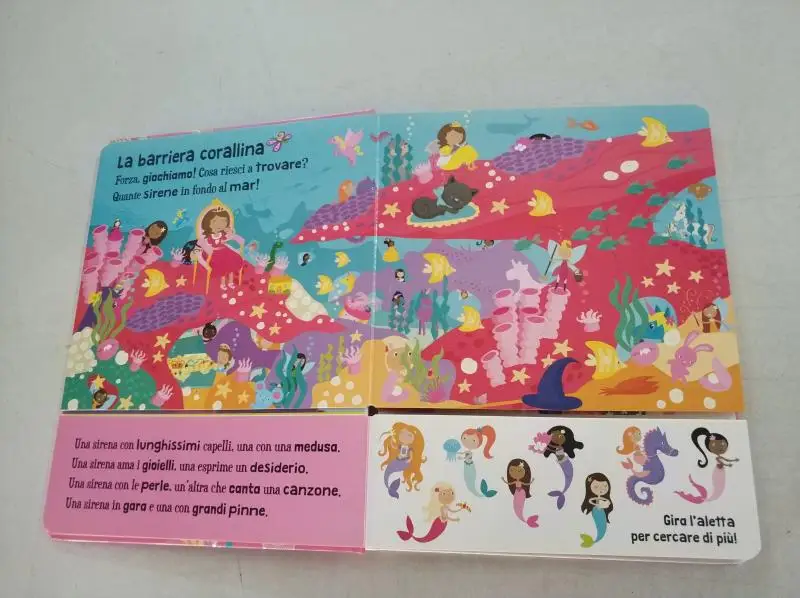 La barriera corallina
Forza, giochiamo! Cosa riesci a trovare?
Quante sirene in fondo al mar!
Una sirena con lunghissimi capelli, una con una medusa.
Una sirena ama i gioielli, una esprime un desiderio.
Una sirena con le perle, un'altra che canta una canzone.
Una sirena in gara e una con grandi pinne.
Gira l'aletta
per cercare di più!